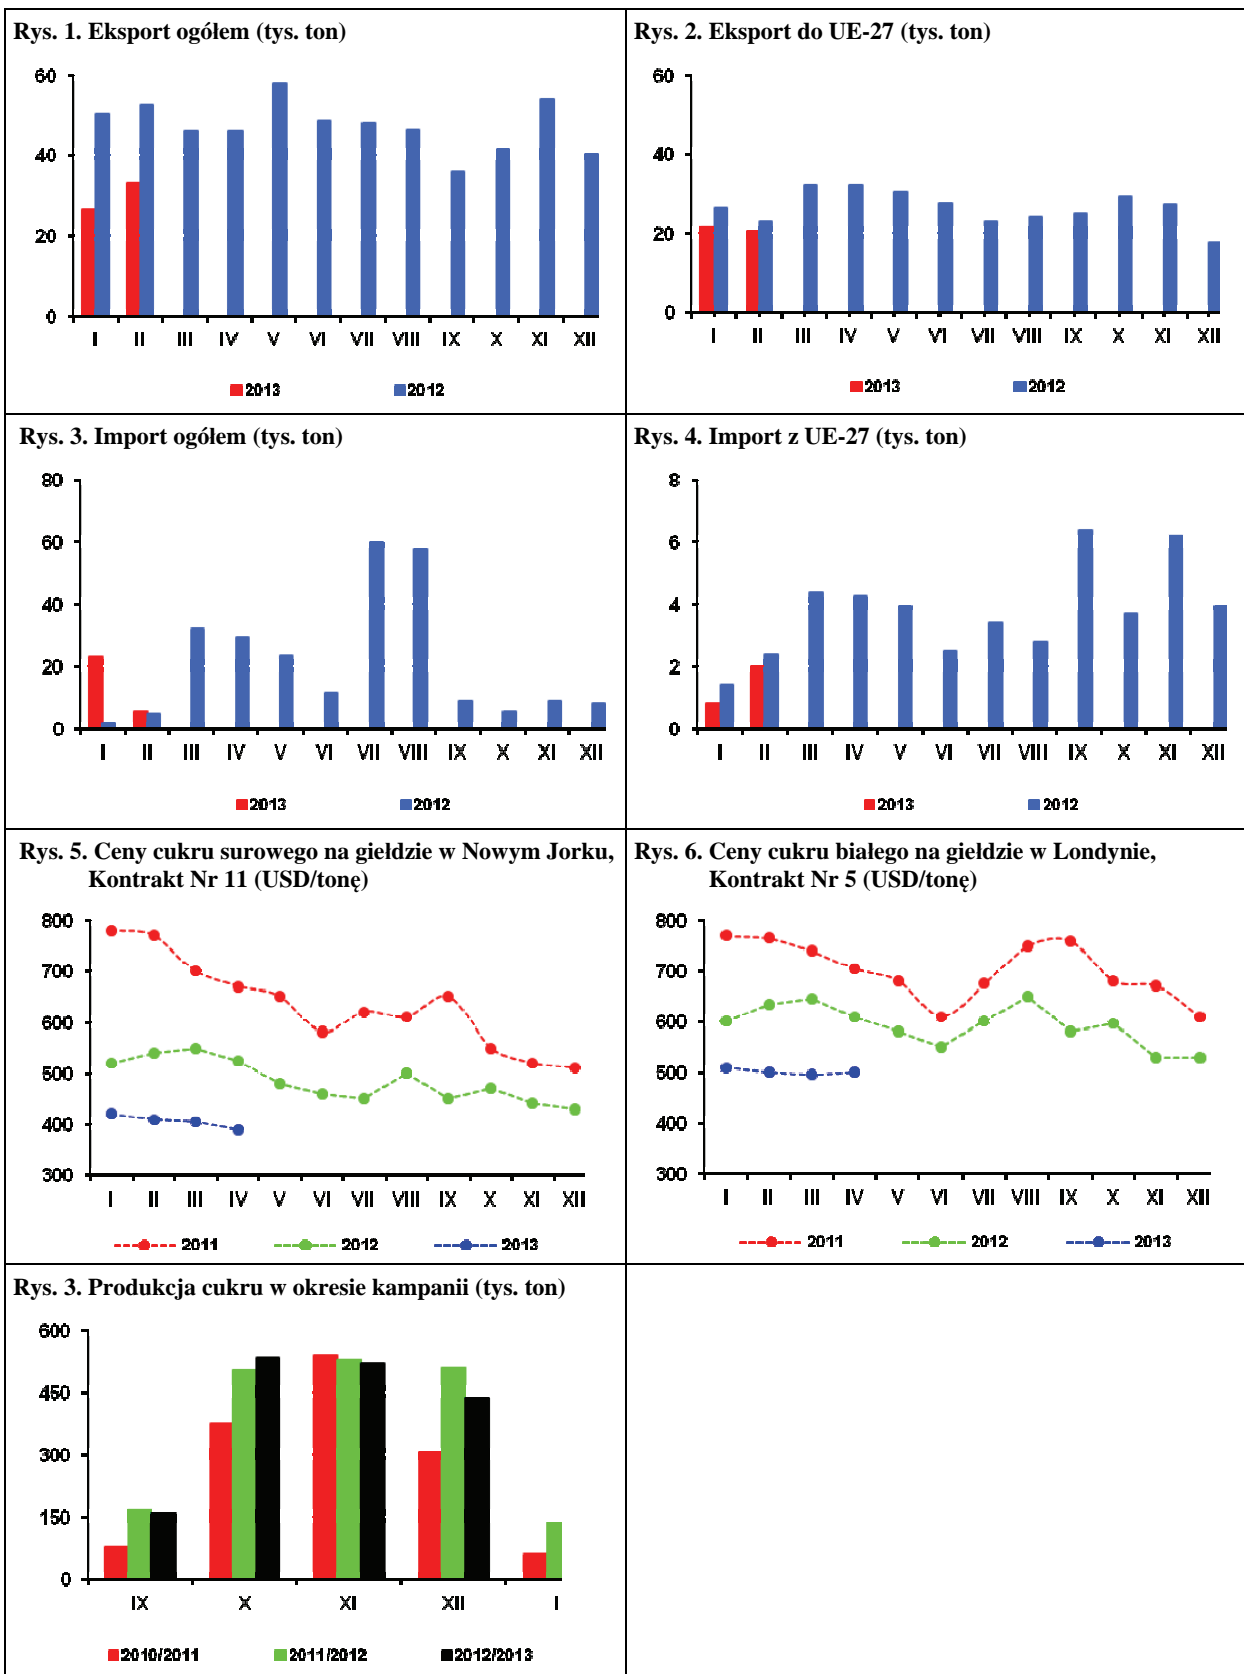 Rys. 1. Eksport ogółem (tys. ton)
60
40
20
0
I II III IV V VI VII VIII IX X XI XII
2013 2012
Rys. 2. Eksport do UE-27 (tys. ton)
60
40
20
0
I II III IV V VI VII VIII IX X XI XII
2013 2012
Rys. 3. Import ogółem (tys. ton)
80
60
40
20
0
I II III IV V VI VII VIII IX X XI XII
2013 2012
Rys. 4. Import z UE-27 (tys. ton)
8
6
4
2
0
I II III IV V VI VII VIII IX X XI XII
2013 2012
Rys. 5. Ceny cukru surowego na giełdzie w Nowym Jorku,
Kontrakt Nr 11 (USD/tonę)
800
700
600
500
400
300
I II III IV V VI VII VIII IX X XI XII
2011 2012 2013
Rys. 6. Ceny cukru białego na giełdzie w Londynie,
Kontrakt Nr 5 (USD/tonę)
800
700
600
500
400
300
I II III IV V VI VII VIII IX X XI XII
2011 2012 2013
Rys. 3. Produkcja cukru w okresie kampanii (tys. ton)
600
450
300
150
0
IX X XI XII I
2010/2011 2011/2012 2012/2013